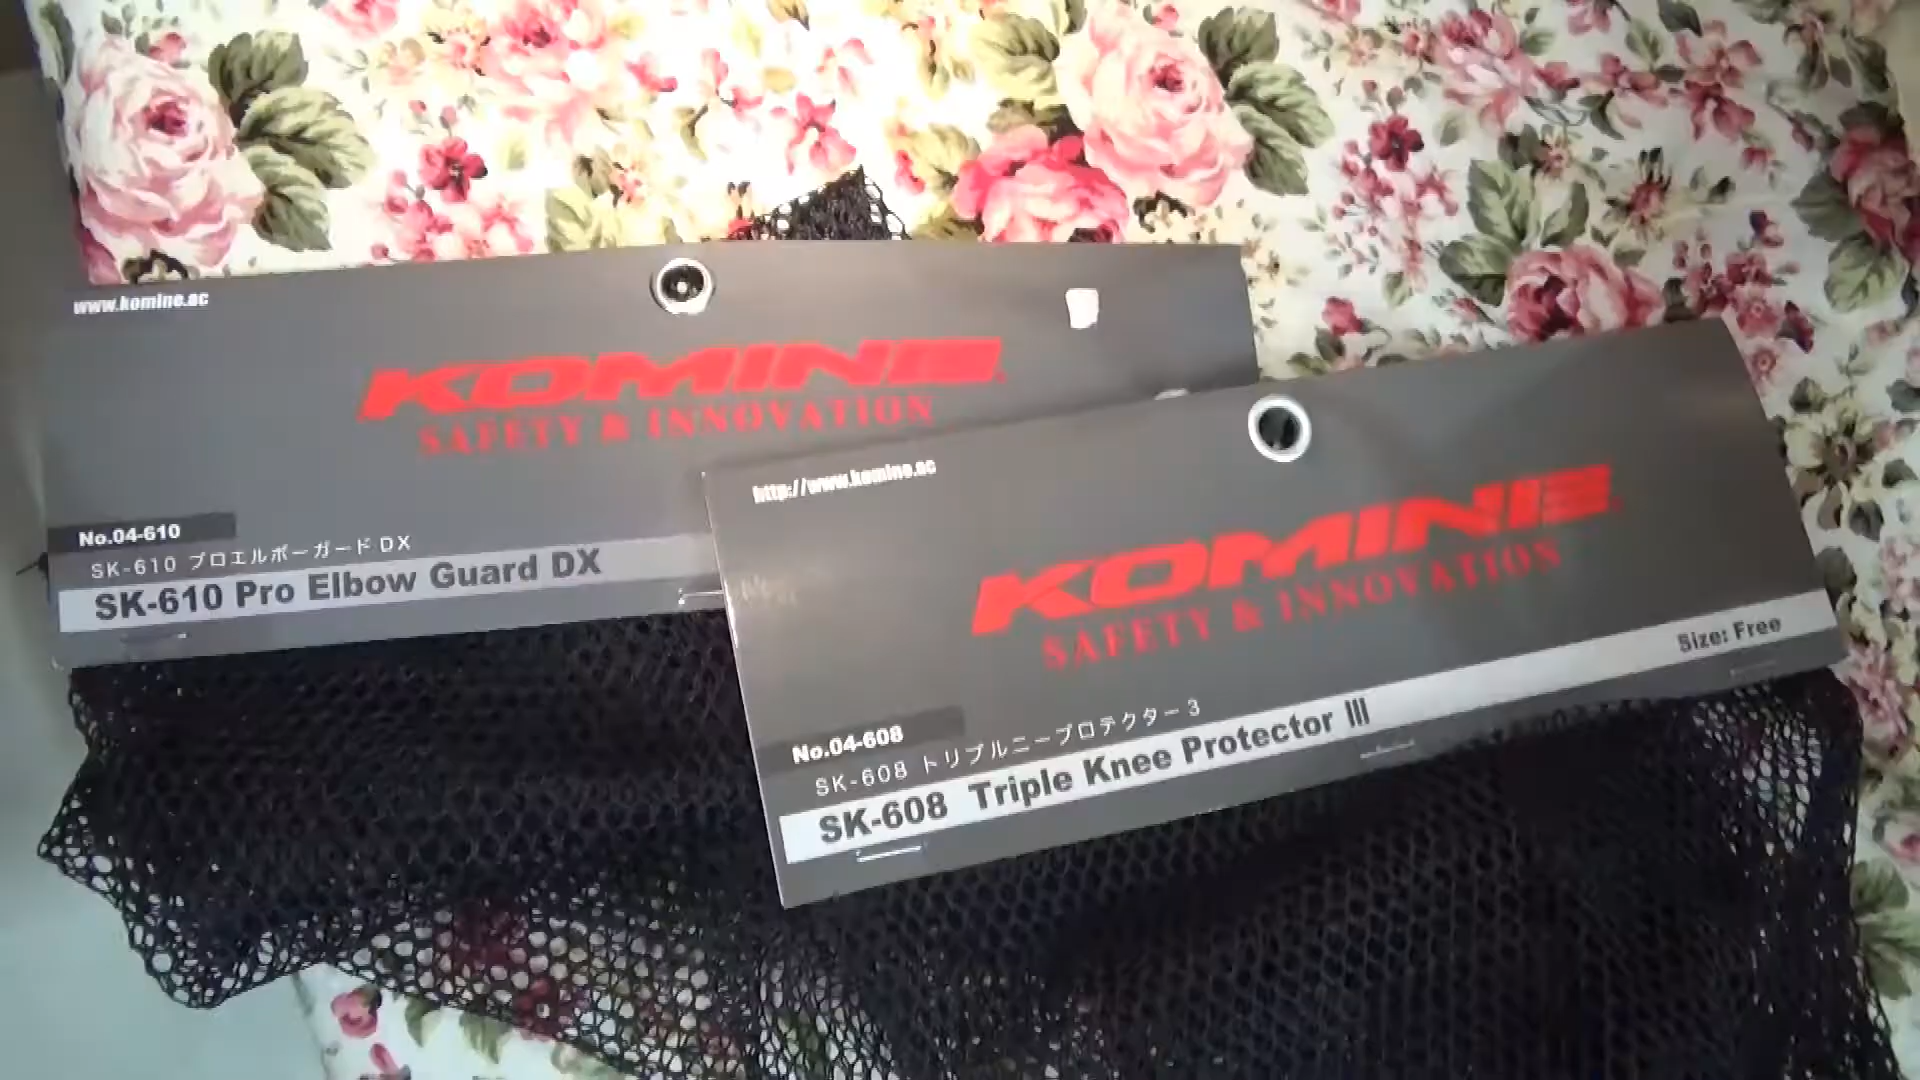 www.komine.ac
KOMINE
SAFETY & INNOVATION
No.04-610
SK-610 プロエルボーガード DX
SK-610 Pro Elbow Guard DX
http://www.komine.ac
KOMINE
SAFETY & INNOVATION
Size: Free
No.04-608
SK-608 トリプルニープロテクター 3
SK-608 Triple Knee Protector III